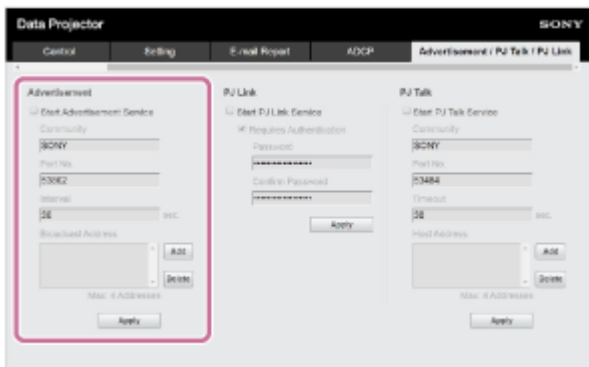 Data Projector
SONY
Control
Setting
E-mail Report
ADCP
Advertisement / PJ Talk / PJ Link
Advertisement
Start Advertisement Service
Community
SONY
Port No.
53862
Interval
30 sec.
Broadcast Address
Add
Delete
Max. 4 Addresses
Apply
PJ Link
Start PJ Link Service
Requires Authentication
Password
Confirm Password
Apply
PJ Talk
Start PJ Talk Service
Community
SONY
Port No.
53484
Timeout
30 sec.
Host Address
Add
Delete
Max. 4 Addresses
Apply